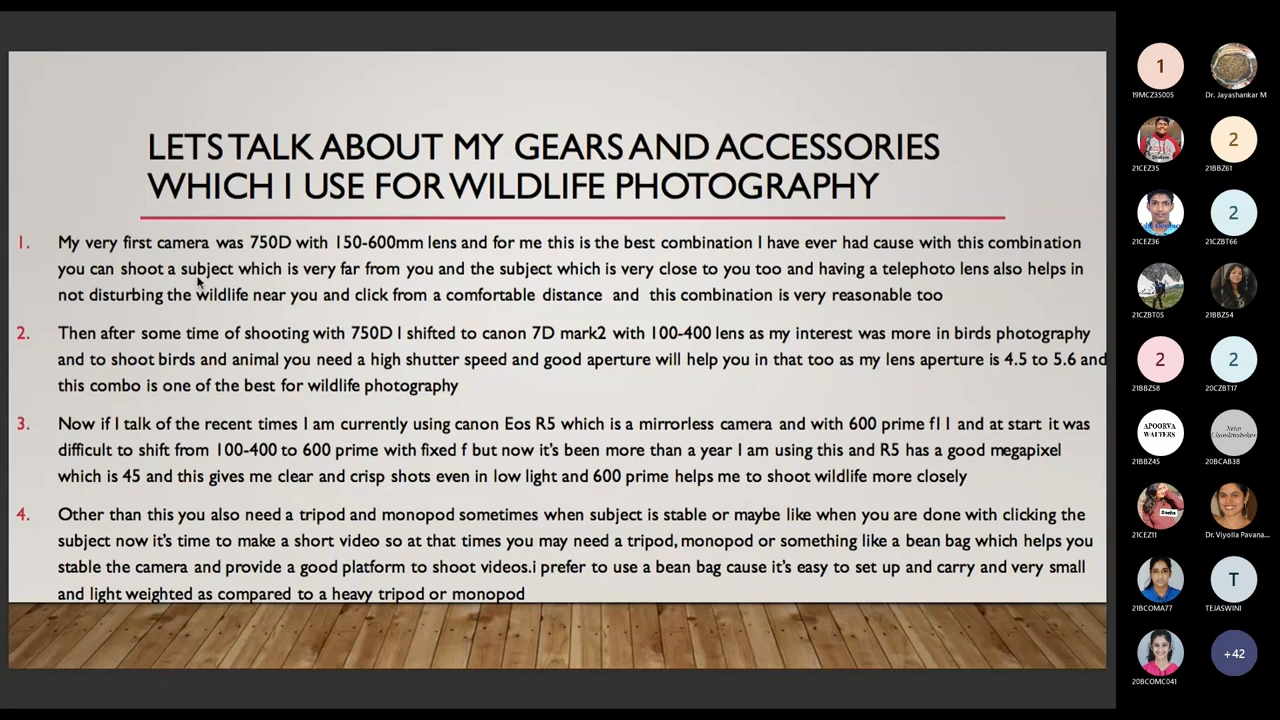 LETS TALK ABOUT MY GEARS AND ACCESSORIES
WHICH I USE FOR WILDLIFE PHOTOGRAPHY
1. My very first camera was 750D with 150-600mm lens and for me this is the best combination I have ever had cause with this combination
you can shoot a subject which is very far from you and the subject which is very close to you too and having a telephoto lens also helps in
not disturbing the wildlife near you and click from a comfortable distance and this combination is very reasonable too
2. Then after some time of shooting with 750D I shifted to canon 7D mark2 with 100-400 lens as my interest was more in birds photography
and to shoot birds and animal you need a high shutter speed and good aperture will help you in that too as my lens aperture is 4.5 to 5.6 and
this combo is one of the best for wildlife photography
3. Now if I talk of the recent times I am currently using canon Eos R5 which is a mirrorless camera and with 600 prime f11 and at start it was
difficult to shift from 100-400 to 600 prime with fixed f but now it's been more than a year I am using this and R5 has a good megapixel
which is 45 and this gives me clear and crisp shots even in low light and 600 prime helps me to shoot wildlife more closely
4. Other than this you also need a tripod and monopod sometimes when subject is stable or maybe like when you are done with clicking the
subject now it's time to make a short video so at that times you may need a tripod, monopod or something like a bean bag which helps you
stable the camera and provide a good platform to shoot videos.i prefer to use a bean bag cause it's easy to set up and carry and very small
and light weighted as compared to a heavy tripod or monopod
1
19MCZ35005
Dr. Jayashankar M
21CEZ35
2
21BBZ61
21CEZ36
2
21CZBT66
21CZBT05
21BBZ54
2
21BBZ58
2
20CZBT17
APOORVA
WALTERS
21BBZ45
20BCAB38
21CEZ11
Dr. Viyolla Pavana...
21BCOMA77
T
TEJASWINI
20BCOMC041
+42